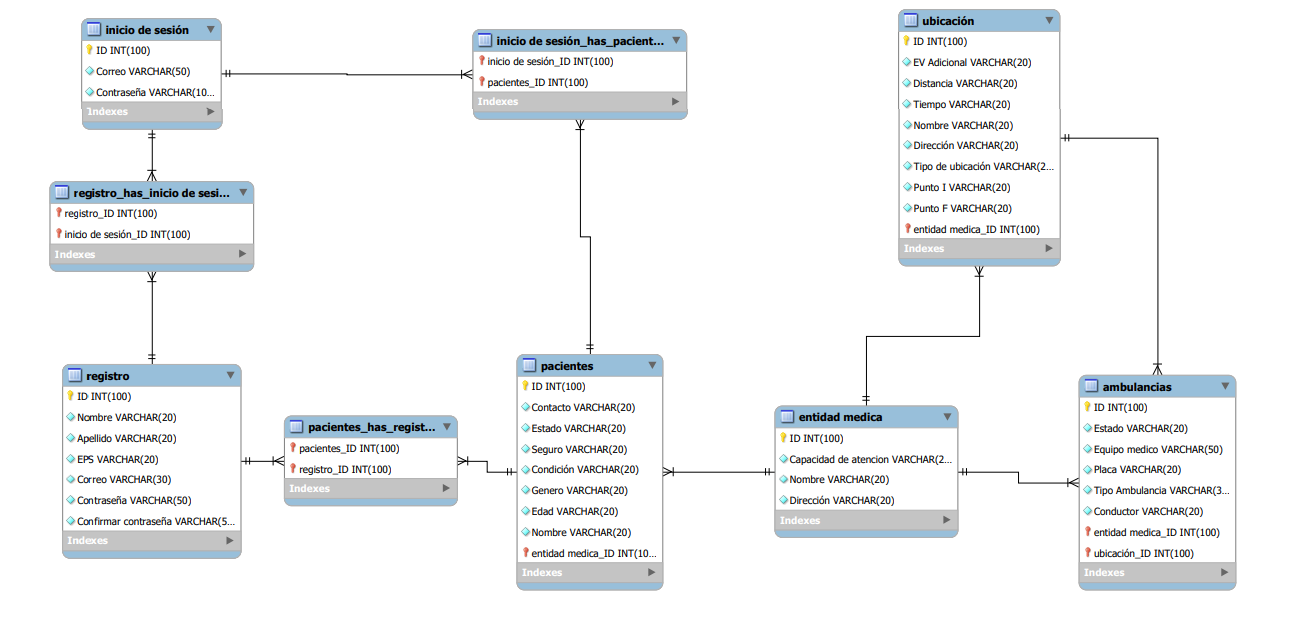 inicio de sesión
ID INT(100)
Correo VARCHAR(50)
Contraseña VARCHAR(10...
Indexes
inicio de sesión_has_pacient...
inicio de sesión_ID INT(100)
pacientes_ID INT(100)
Indexes
ubicación
ID INT(100)
EV Adicional VARCHAR(20)
Distancia VARCHAR(20)
Tiempo VARCHAR(20)
Nombre VARCHAR(20)
Dirección VARCHAR(20)
Tipo de ubicación VARCHAR(2...
Punto I VARCHAR(20)
Punto F VARCHAR(20)
entidad medica_ID INT(100)
Indexes
registro_has_inicio de sesi...
registro_ID INT(100)
inicio de sesión_ID INT(100)
Indexes
registro
ID INT(100)
Nombre VARCHAR(20)
Apellido VARCHAR(20)
EPS VARCHAR(20)
Correo VARCHAR(30)
Contraseña VARCHAR(50)
Confirmar contraseña VARCHAR(5...
Indexes
pacientes_has_regist...
pacientes_ID INT(100)
registro_ID INT(100)
Indexes
pacientes
ID INT(100)
Contacto VARCHAR(20)
Estado VARCHAR(20)
Seguro VARCHAR(20)
Condición VARCHAR(20)
Genero VARCHAR(20)
Edad VARCHAR(20)
Nombre VARCHAR(20)
entidad medica_ID INT(10...
Indexes
entidad medica
ID INT(100)
Capacidad de atencion VARCHAR(2...
Nombre VARCHAR(20)
Dirección VARCHAR(20)
Indexes
ambulancias
ID INT(100)
Estado VARCHAR(20)
Equipo medico VARCHAR(50)
Placa VARCHAR(20)
Tipo Ambulancia VARCHAR(3...
Conductor VARCHAR(20)
entidad medica_ID INT(100)
ubicación_ID INT(100)
Indexes